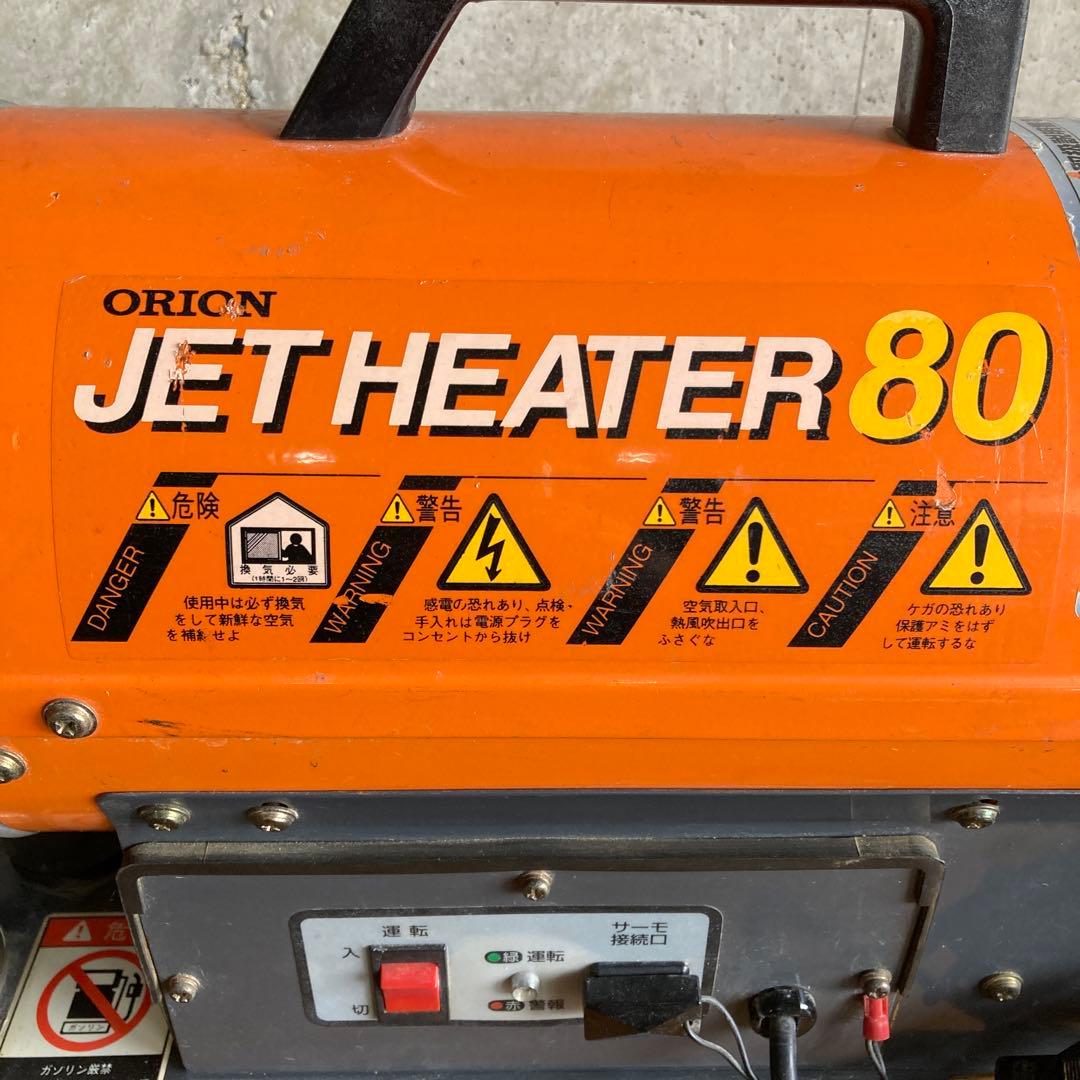 ORION
JET HEATER 80
危険
DANGER
換気必要
(1時間に1~2回)
使用中は必ず換気
をして新鮮な空気
を補 せよ
警告
WARNING
感電の恐れあり、点検・
手入れは電源プラグを
コンセントから抜け
警告
WARNING
空気取入口、
熱風吹出口を
ふさぐな
注意
CAUTION
ケガの恐れあり
保護アミをはず
して運転するな
運転
入
切
緑 運転
赤 警報
サーモ
接続口
危
ガソリン
ガソリン厳禁